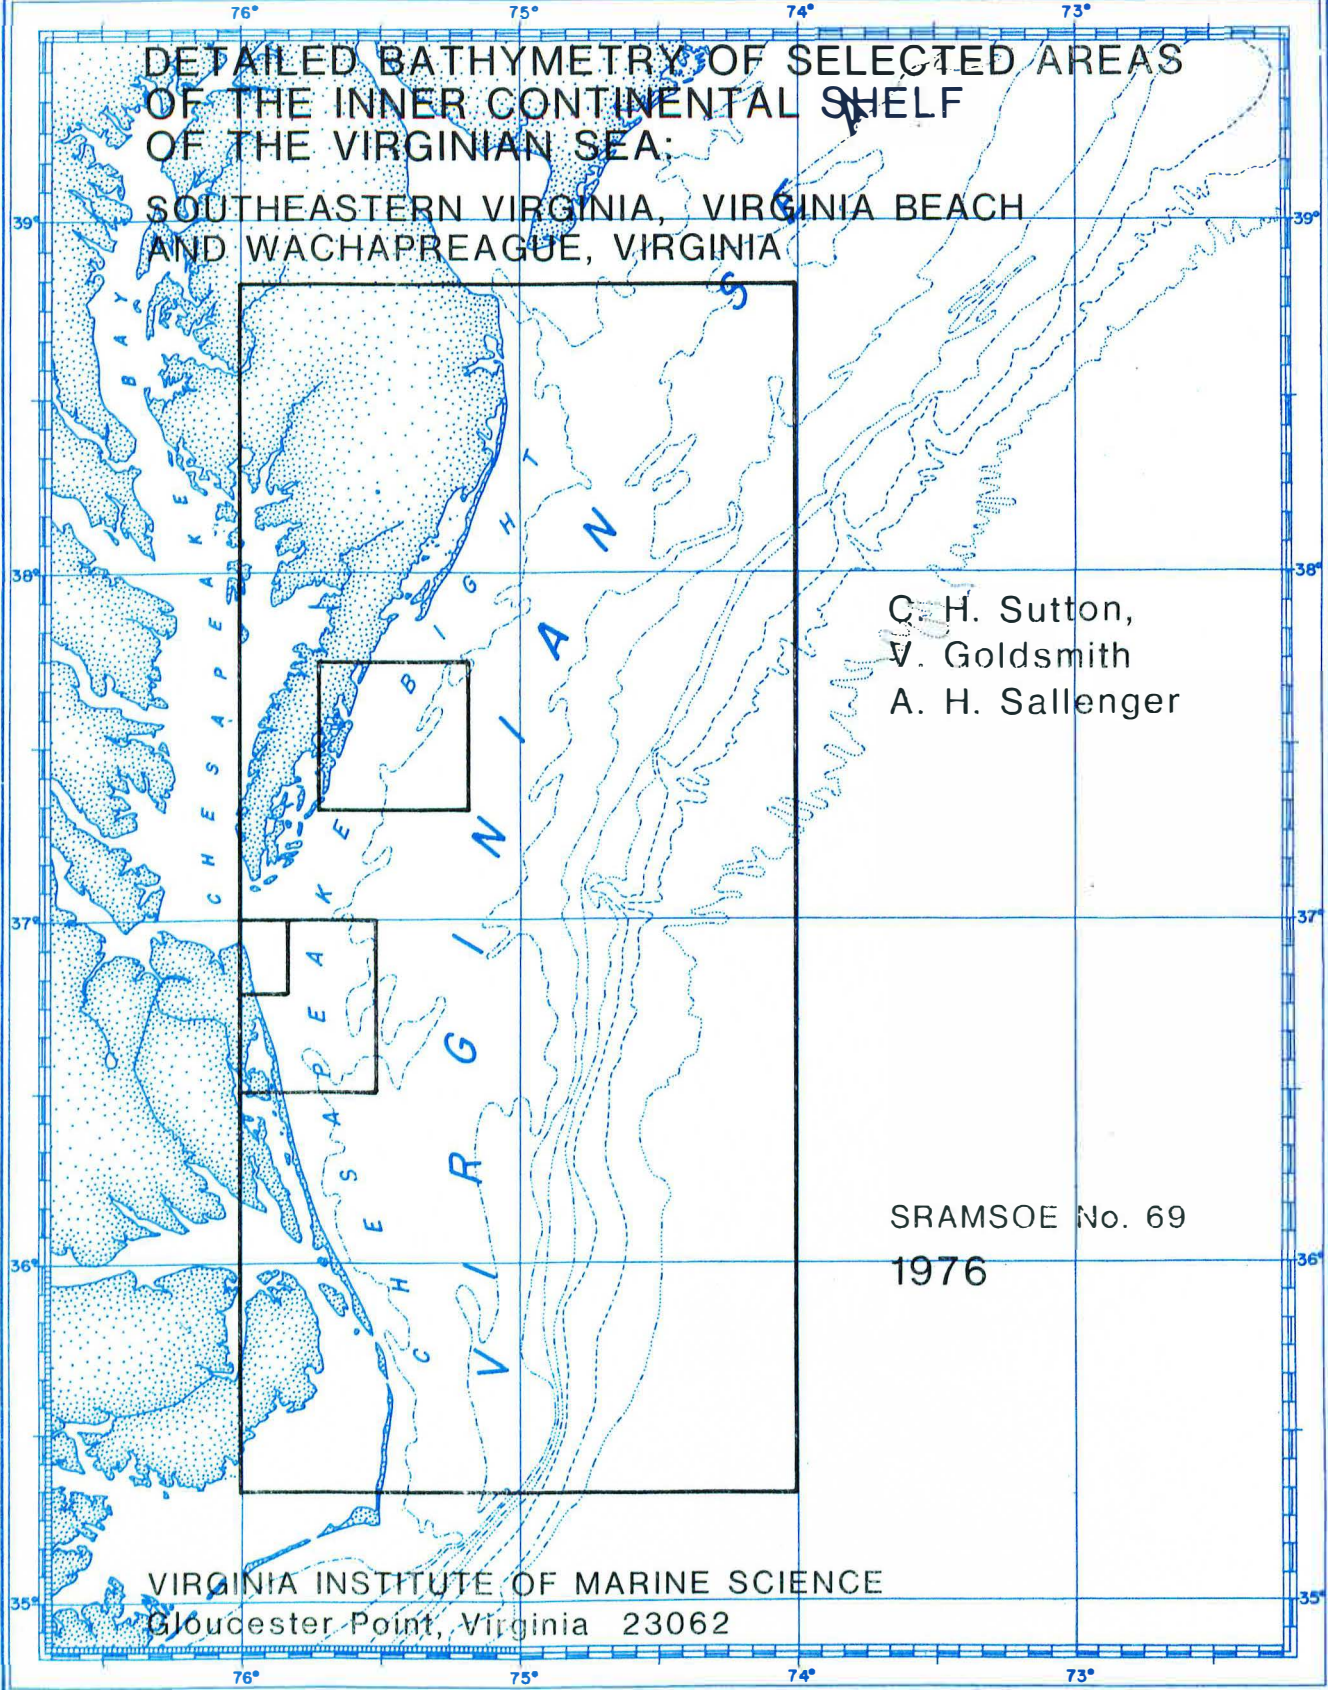 76° 75° 74° 73°
DETAILED BATHYMETRY OF SELECTED AREAS
OF THE INNER CONTINENTAL SHELF
OF THE VIRGINIAN SEA:
SOUTHEASTERN VIRGINIA, VIRGINIA BEACH
AND WACHAPREAGUE, VIRGINIA
39° 39°
CHESAPEAKE BAY
CHESAPEAKE BIGHT
VIRGINIAN SEA
38° 38°
C. H. Sutton,
V. Goldsmith
A. H. Sallenger
37° 37°
SRAMSOE No. 69
36° 36°
1976
VIRGINIA INSTITUTE OF MARINE SCIENCE
35° 35°
Gloucester Point, Virginia 23062
76° 75° 74° 73°